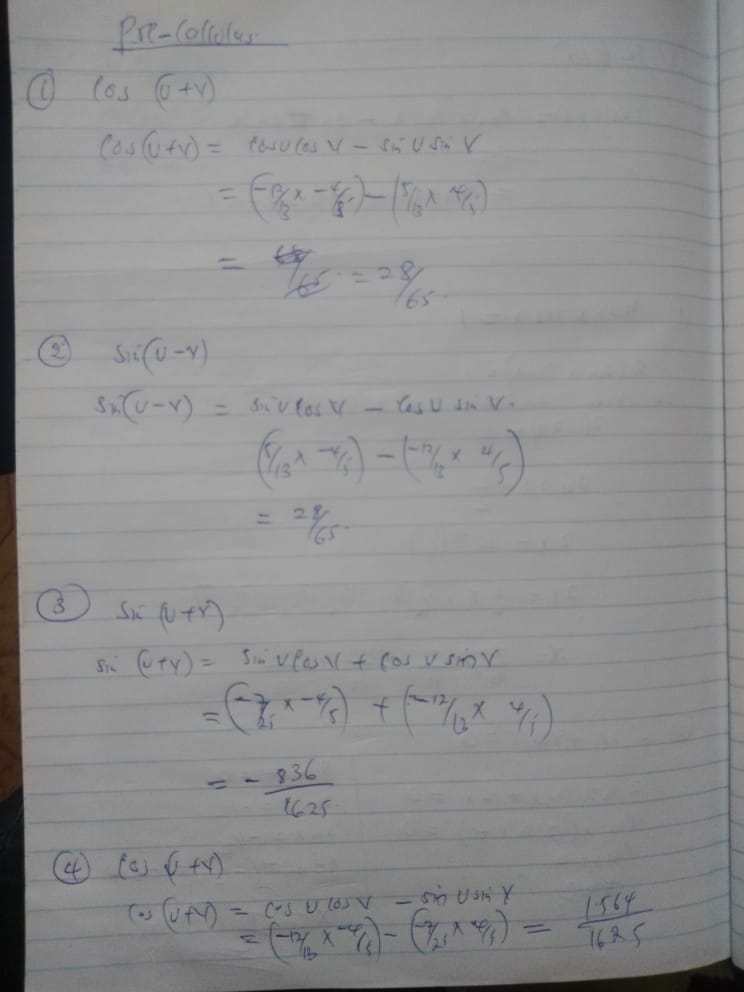 Pre-Calculus
① Cos (U+V)
Cos(U+V) = cosU Cos V - sin U sin V
= (-12/13 x -4/5) - (5/13 x 4/5)
= /65 = 28/65.
② Sin(U-V)
Sin(U-V) = sin U Cos V - Cos U sin V.
(5/13 x -4/5) - (-12/13 x 4/5)
= 28/65.
③ Sin (U+V)
Sin (U+V) = Sin U Cos V + Cos U sin V
= (-7/25 x -4/5) + (-12/13 x 4/5)
= - 836/1625
④ Cos (U+V)
Cos (U+V) = Cos U Cos V - sin U sin V
= (-12/13 x -4/5) - (-7/25 x 4/5) = 1564/1625